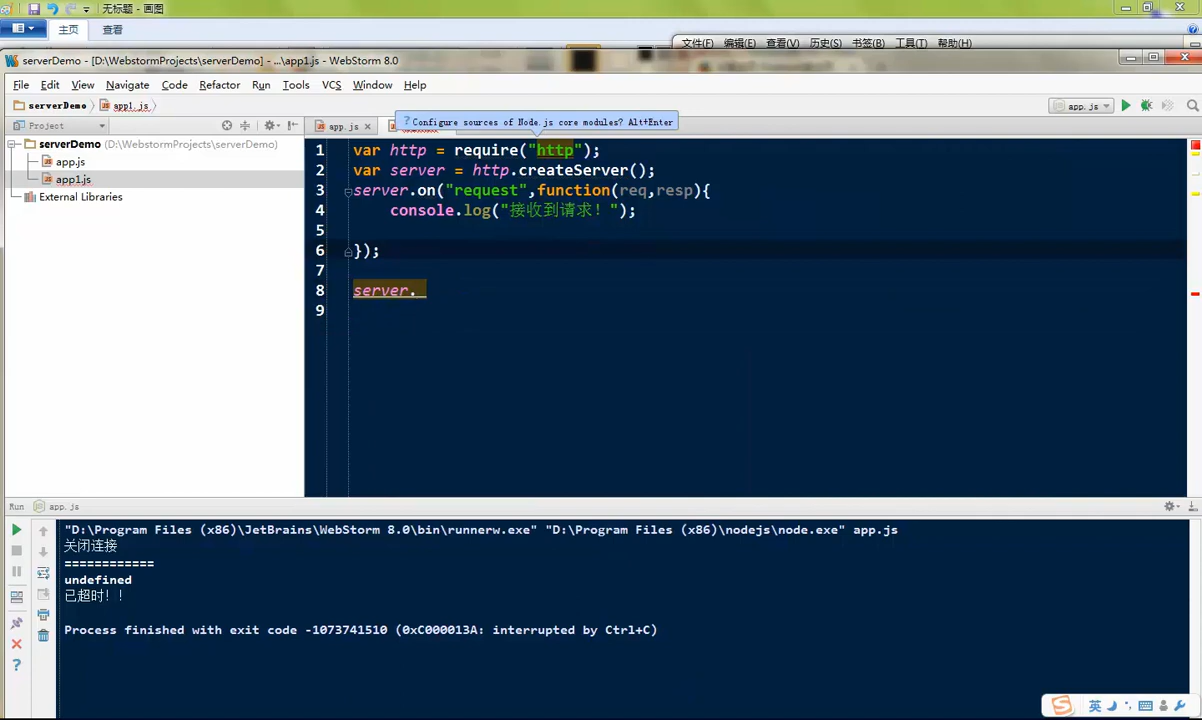 无标题 - 画图
主页 查看
文件(F) 编辑(E) 查看(V) 历史(S) 书签(B) 工具(T) 帮助(H)
serverDemo - [D:\WebstormProjects\serverDemo] - ...\app1.js - WebStorm 8.0
File Edit View Navigate Code Refactor Run Tools VCS Window Help
serverDemo app1.js app.js
Project app.js ? Configure sources of Node.js core modules? Alt+Enter
serverDemo (D:\WebstormProjects\serverDemo)
app.js
app1.js
External Libraries
1 var http = require("http");
2 var server = http.createServer();
3 server.on("request",function(req,resp){
4 console.log("接收到请求！");
5
6 });
7
8 server.
9
Run app.js
"D:\Program Files (x86)\JetBrains\WebStorm 8.0\bin\runnerw.exe" "D:\Program Files (x86)\nodejs\node.exe" app.js
关闭连接
============
undefined
已超时！！
Process finished with exit code -1073741510 (0xC000013A: interrupted by Ctrl+C)
英